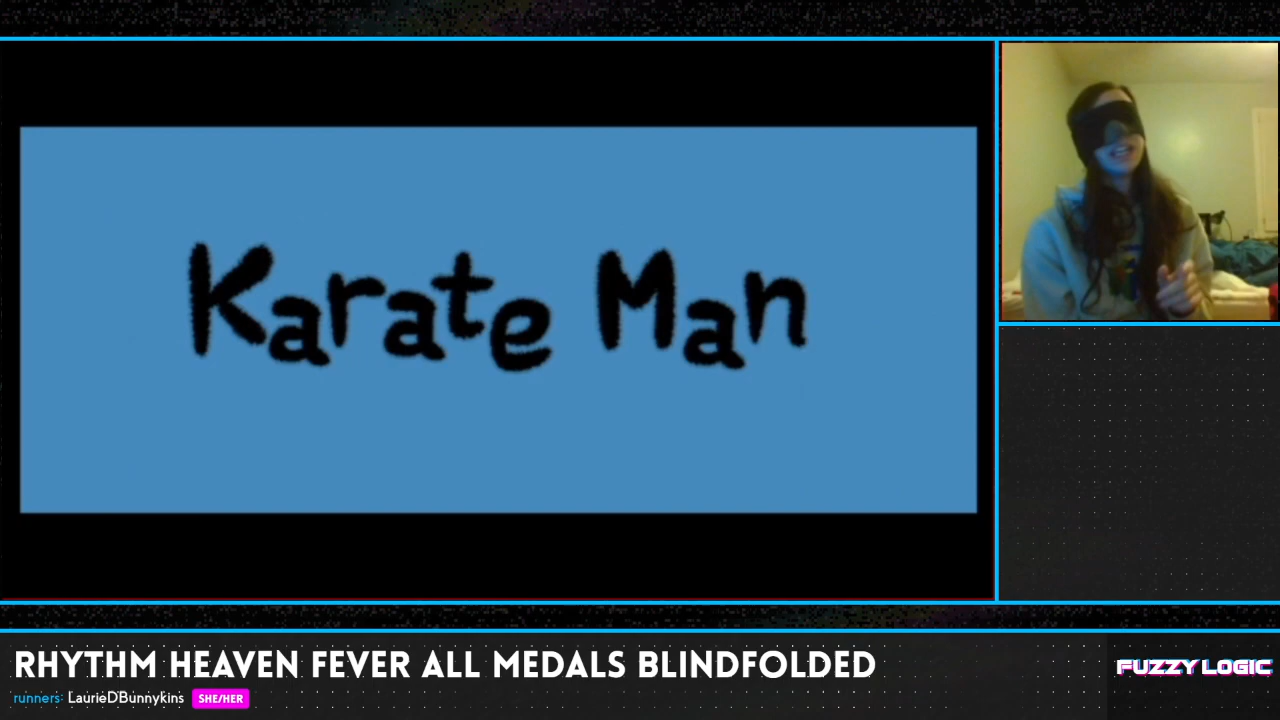 Karate Man
RHYTHM HEAVEN FEVER ALL MEDALS BLINDFOLDED
runners: LaurieDBunnykins SHE/HER
FUZZY LOGIC